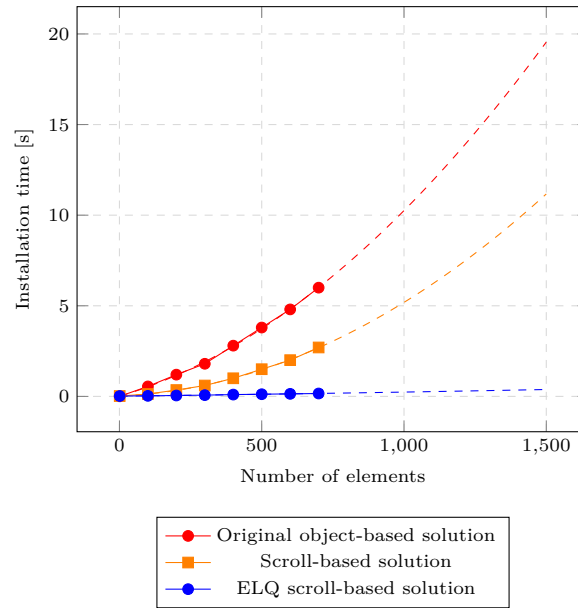 20
15
10
5
0
Installation time [s]
0
500
1,000
1,500
Number of elements
Original object-based solution
Scroll-based solution
ELQ scroll-based solution